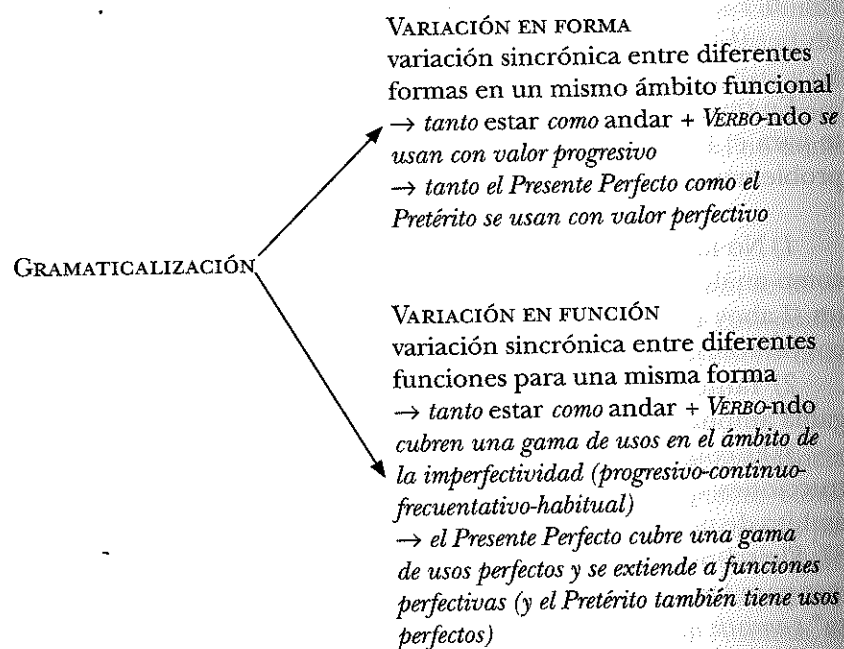 VARIACIÓN EN FORMA
variación sincrónica entre diferentes
formas en un mismo ámbito funcional
→ tanto estar como andar + VERBO-ndo se
usan con valor progresivo
→ tanto el Presente Perfecto como el
Pretérito se usan con valor perfectivo
GRAMATICALIZACIÓN
VARIACIÓN EN FUNCIÓN
variación sincrónica entre diferentes
funciones para una misma forma
→ tanto estar como andar + VERBO-ndo
cubren una gama de usos en el ámbito de
la imperfectividad (progresivo-continuo-
frecuentativo-habitual)
→ el Presente Perfecto cubre una gama
de usos perfectos y se extiende a funciones
perfectivas (y el Pretérito también tiene usos
perfectos)